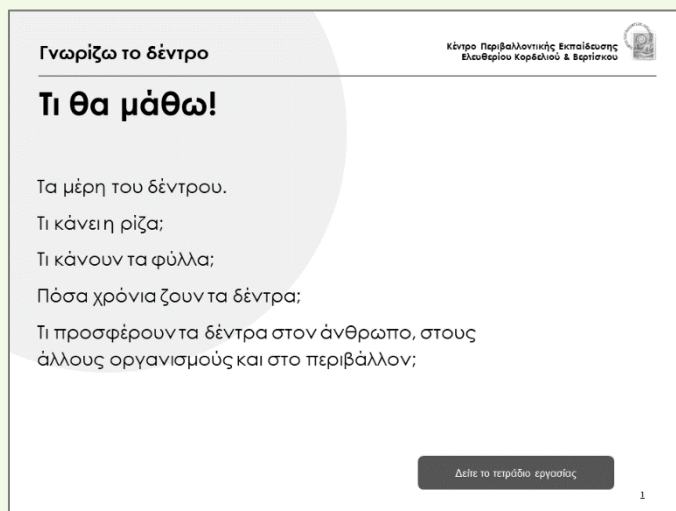 Γνωρίζω το δέντρο
Κέντρο Περιβαλλοντικής Εκπαίδευσης
Ελευθερίου Κορδελιού & Βερτίσκου
Τι θα μάθω!
Τα μέρη του δέντρου.
Τι κάνει η ρίζα;
Τι κάνουν τα φύλλα;
Πόσα χρόνια ζουν τα δέντρα;
Τι προσφέρουν τα δέντρα στον άνθρωπο, στους
άλλους οργανισμούς και στο περιβάλλον;
Δείτε το τετράδιο εργασίας
1